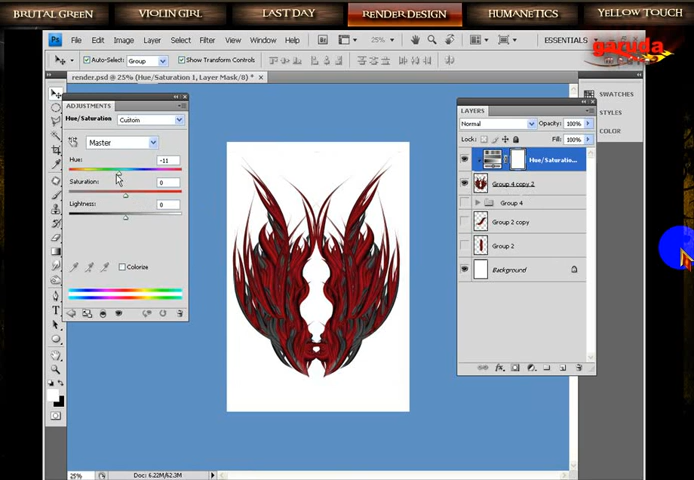 BRUTAL GREEN VIOLIN GIRL LAST DAY RENDER DESIGN HUMANETICS YELLOW TOUCH
Ps File Edit Image Layer Select Filter View Window Help 25% ESSENTIALS
garuda
Auto-Select: Group Show Transform Controls
render.psd @ 25% (Hue/Saturation 1, Layer Mask/8) *
ADJUSTMENTS
Hue/Saturation Custom
Master
Hue: -11
Saturation: 0
Lightness: 0
Colorize
LAYERS
Normal Opacity: 100%
Lock: Fill: 100%
Hue/Saturatio...
Group 4 copy 2
Group 4
Group 2 copy
Group 2
Background
SWATCHES
STYLES
COLOR
25% Doc: 6.22M/62.3M